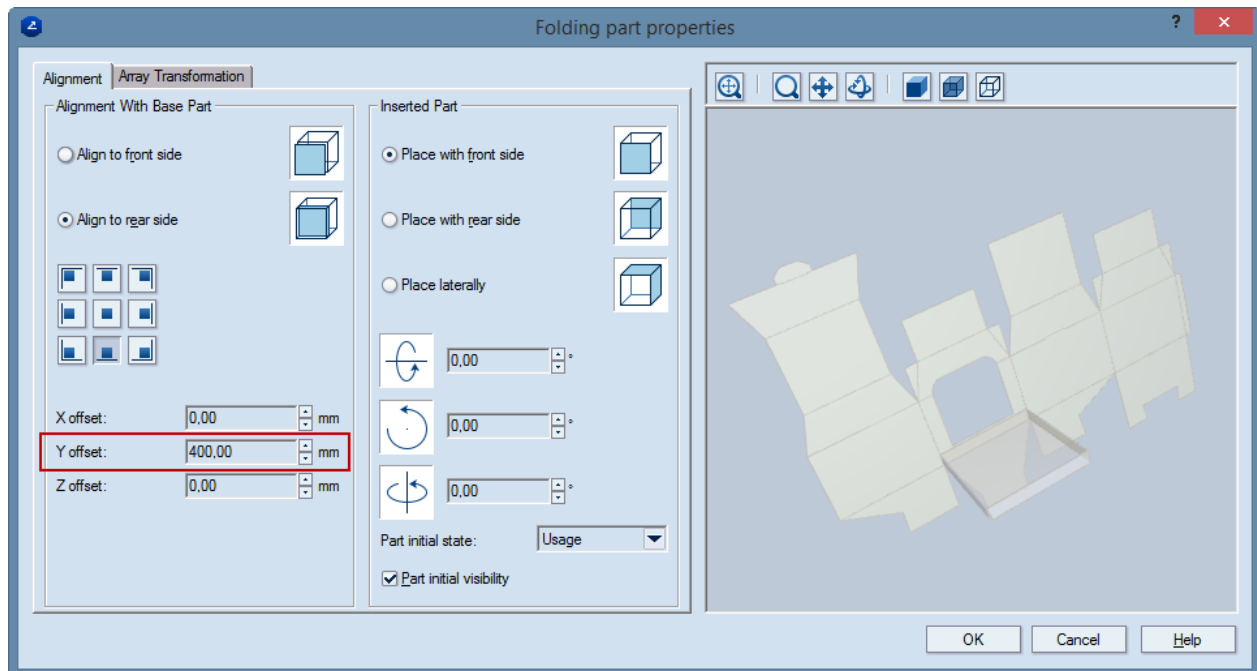 Folding part properties
?
×
Alignment
Array Transformation
Alignment With Base Part
Align to front side
Align to rear side
X offset:
0,00
mm
Y offset:
400,00
mm
Z offset:
0,00
mm
Inserted Part
Place with front side
Place with rear side
Place laterally
0,00
°
0,00
°
0,00
°
Part initial state:
Usage
Part initial visibility
OK
Cancel
Help